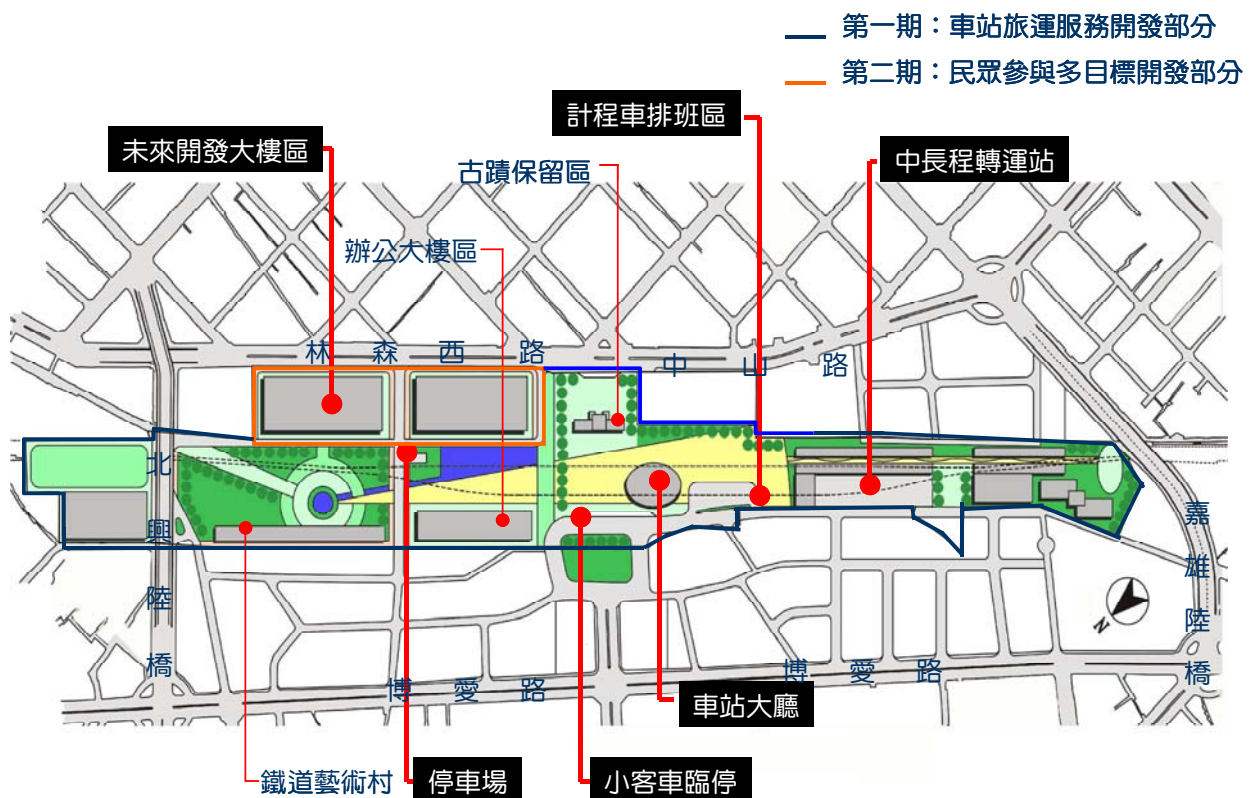 第一期：車站旅運服務開發部分
第二期：民眾參與多目標開發部分
計程車排班區
未來開發大樓區
古蹟保留區
中長程轉運站
辦公大樓區
林森西路
中山路
北興陸橋
嘉雄陸橋
N
博愛路
博愛路
車站大廳
鐵道藝術村
停車場
小客車臨停